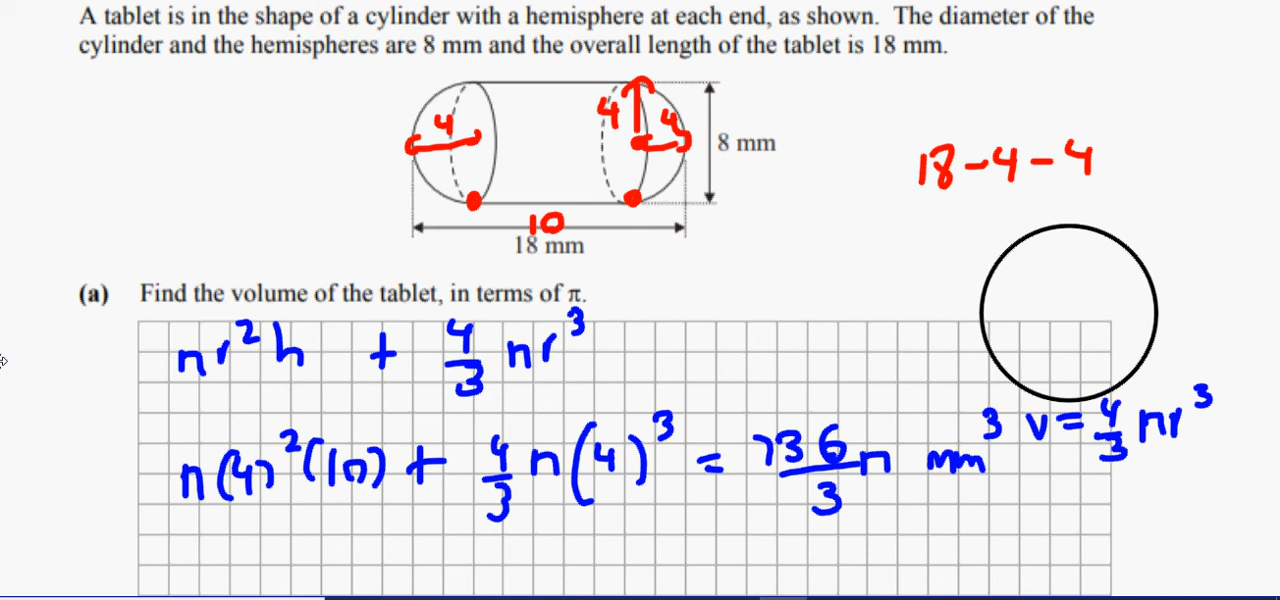 A tablet is in the shape of a cylinder with a hemisphere at each end, as shown. The diameter of the
cylinder and the hemispheres are 8 mm and the overall length of the tablet is 18 mm.
4
4
4
8 mm
18-4-4
10
18 mm
(a) Find the volume of the tablet, in terms of π.
πr²h + 4/3 πr³
V = 4/3 πr³
π(4)²(10) + 4/3 π(4)³ = 736/3 π mm³